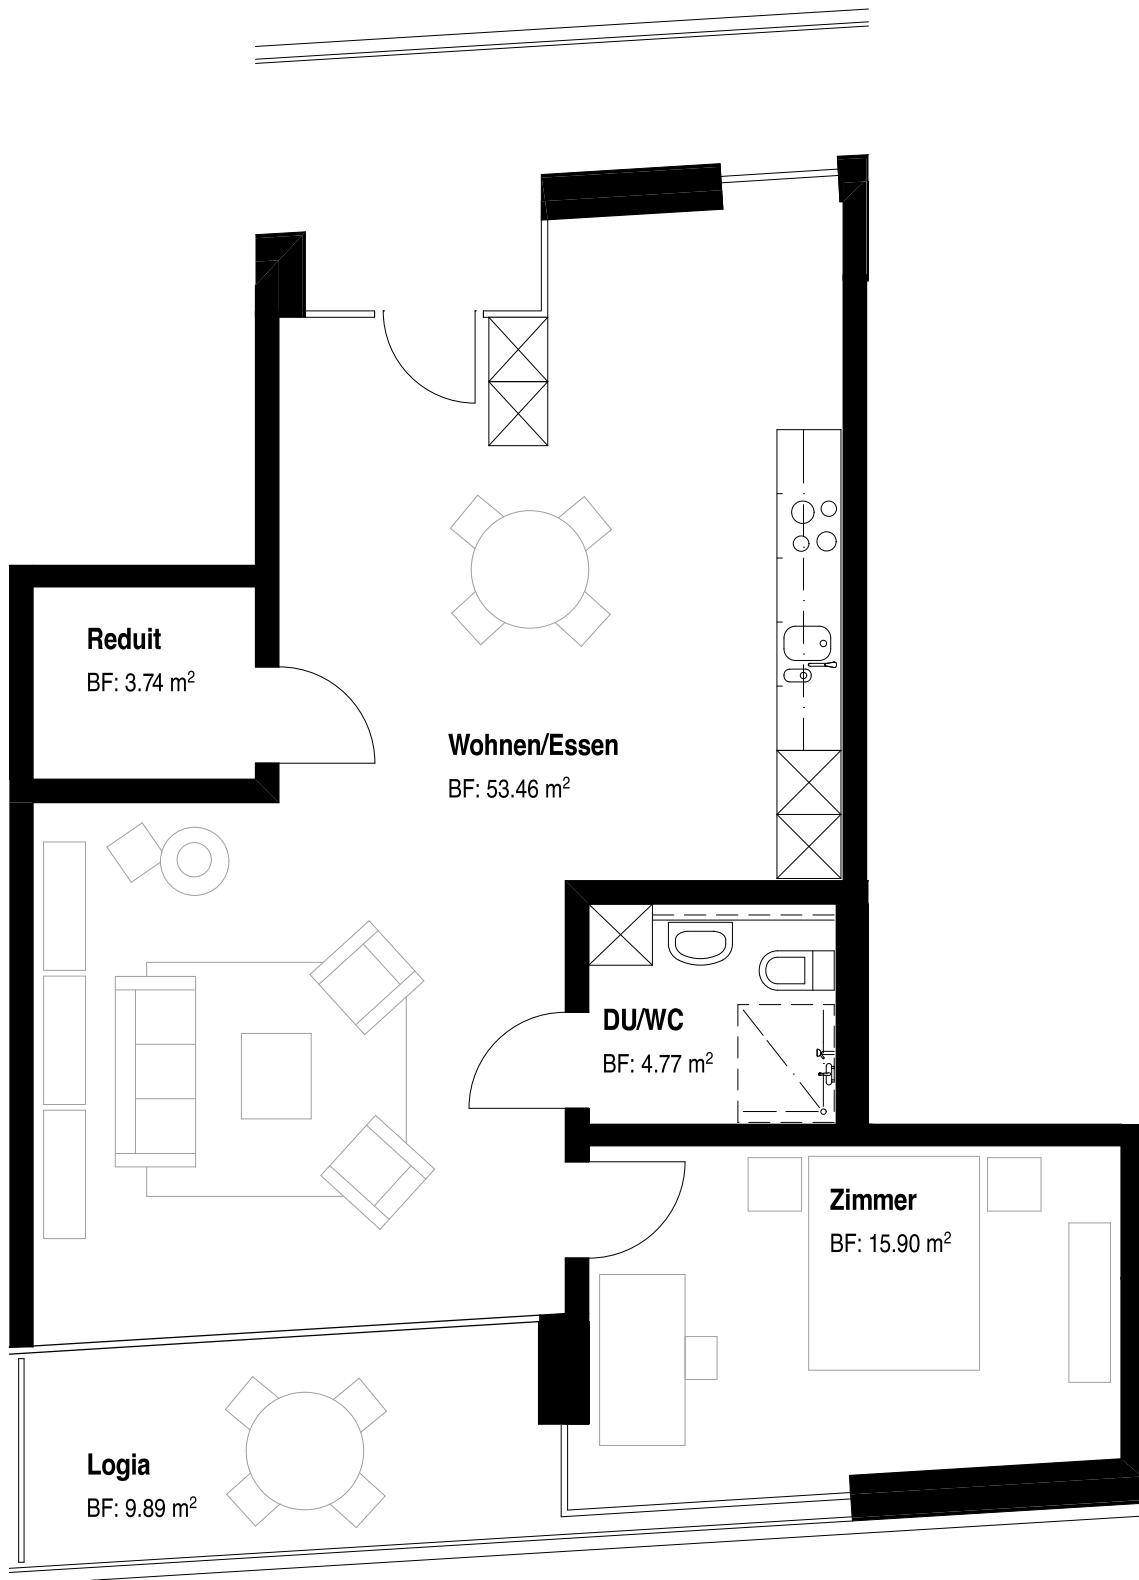 Reduit
BF: 3.74 m²
Wohnen/Essen
BF: 53.46 m²
DU/WC
BF: 4.77 m²
Zimmer
BF: 15.90 m²
Logia
BF: 9.89 m²